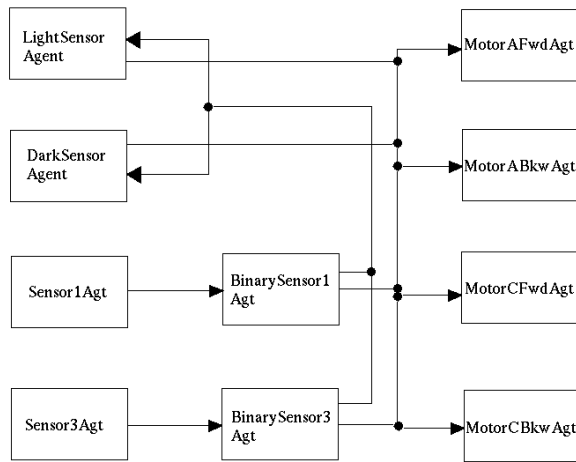 LightSensor
Agent
MotorAFwdAgt
DarkSensor
Agent
MotorABkwAgt
Sensor1Agt
BinarySensor1
Agt
MotorCFwdAgt
Sensor3Agt
BinarySensor3
Agt
MotorCBkwAgt